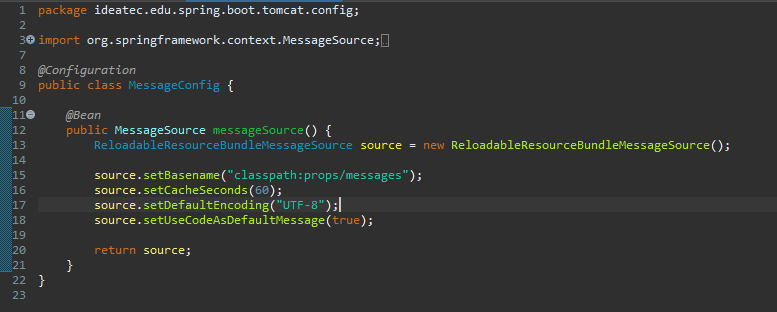 1 package ideatec.edu.spring.boot.tomcat.config;
2
3 import org.springframework.context.MessageSource;
7
8 @Configuration
9 public class MessageConfig {
10
11 @Bean
12 public MessageSource messageSource() {
13 ReloadableResourceBundleMessageSource source = new ReloadableResourceBundleMessageSource();
14
15 source.setBasename("classpath:props/messages");
16 source.setCacheSeconds(60);
17 source.setDefaultEncoding("UTF-8");
18 source.setUseCodeAsDefaultMessage(true);
19
20 return source;
21 }
22 }
23